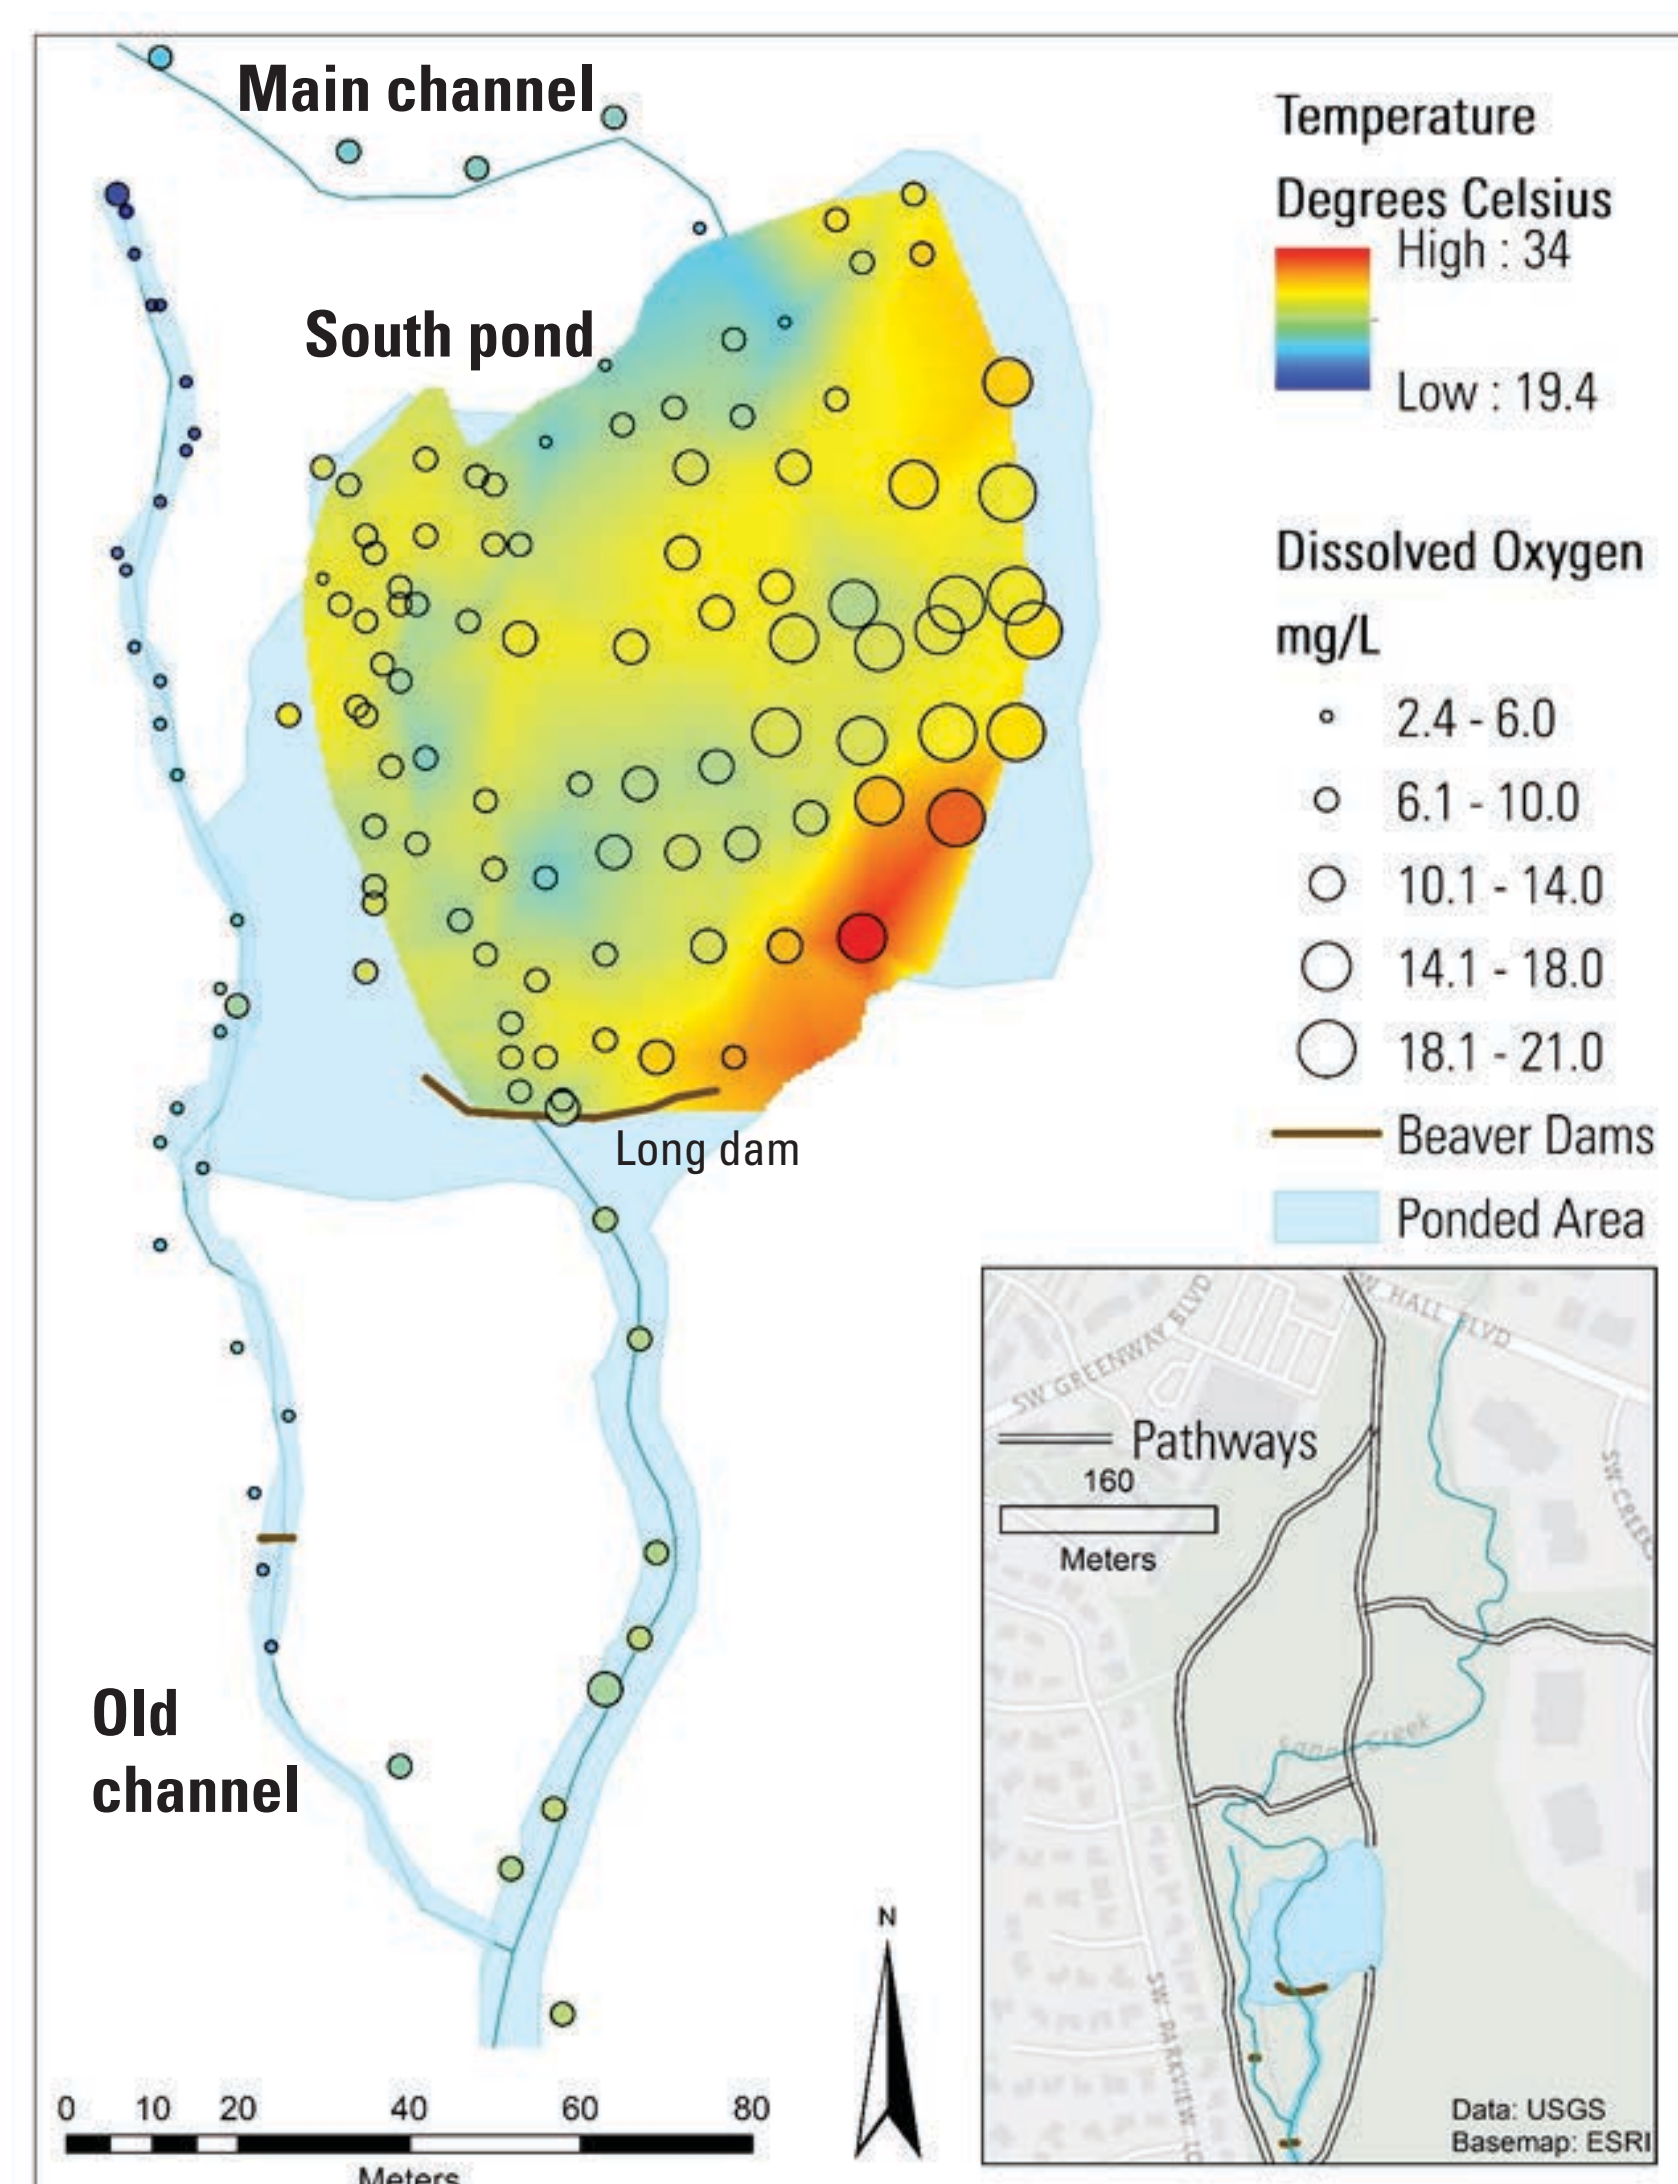 Main channel
South pond
Long dam
Old
channel
Temperature
Degrees Celsius
High : 34
Low : 19.4
Dissolved Oxygen
mg/L
2.4 - 6.0
6.1 - 10.0
10.1 - 14.0
14.1 - 18.0
18.1 - 21.0
Beaver Dams
Ponded Area
SW GREENWAY BLVD
W HALL BLVD
Pathways
160
Meters
Creek
SW PARKVIEW
Data: USGS
Basemap: ESRI
N
0 10 20 40 60 80
Meters